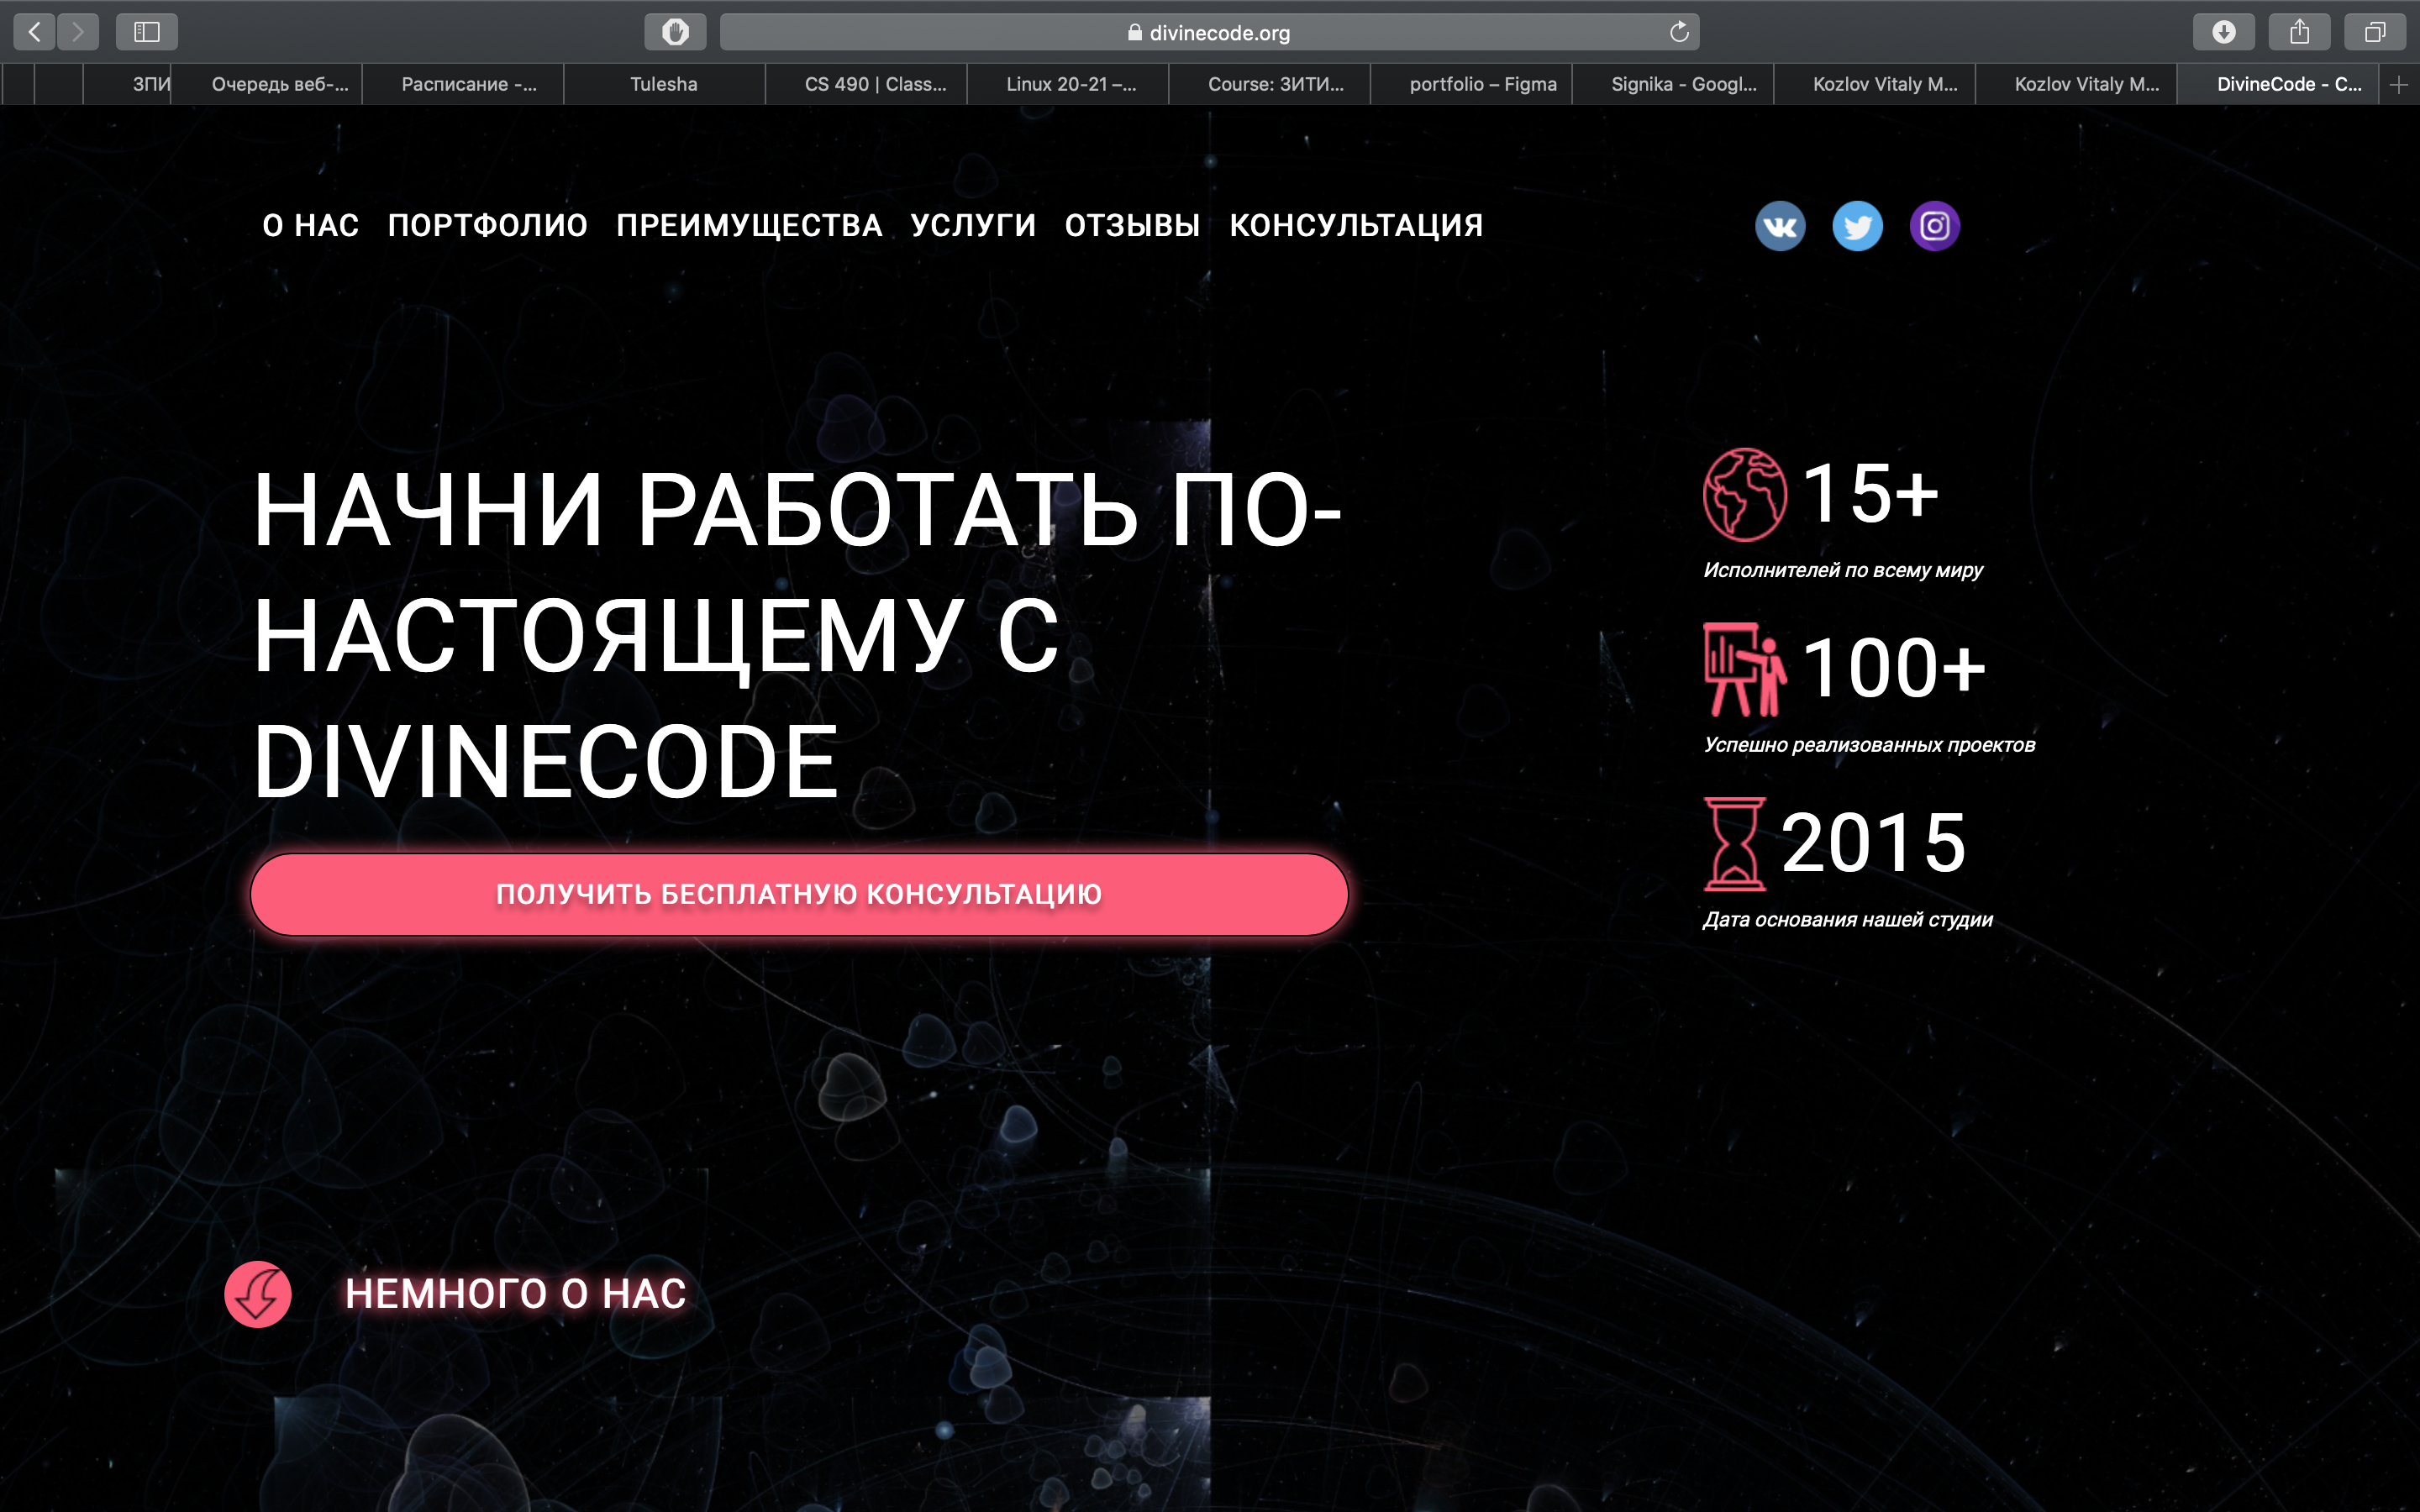 divinecode.org
ЗПИ
Очередь веб-...
Расписание -...
Tulesha
CS 490 | Class...
Linux 20-21 –...
Course: ЗИТИ...
portfolio – Figma
Signika - Googl...
Kozlov Vitaly M...
Kozlov Vitaly M...
DivineCode - C...
О НАС ПОРТФОЛИО ПРЕИМУЩЕСТВА УСЛУГИ ОТЗЫВЫ КОНСУЛЬТАЦИЯ
НАЧНИ РАБОТАТЬ ПО-
НАСТОЯЩЕМУ С
DIVINECODE
ПОЛУЧИТЬ БЕСПЛАТНУЮ КОНСУЛЬТАЦИЮ
15+
Исполнителей по всему миру
100+
Успешно реализованных проектов
2015
Дата основания нашей студии
НЕМНОГО О НАС